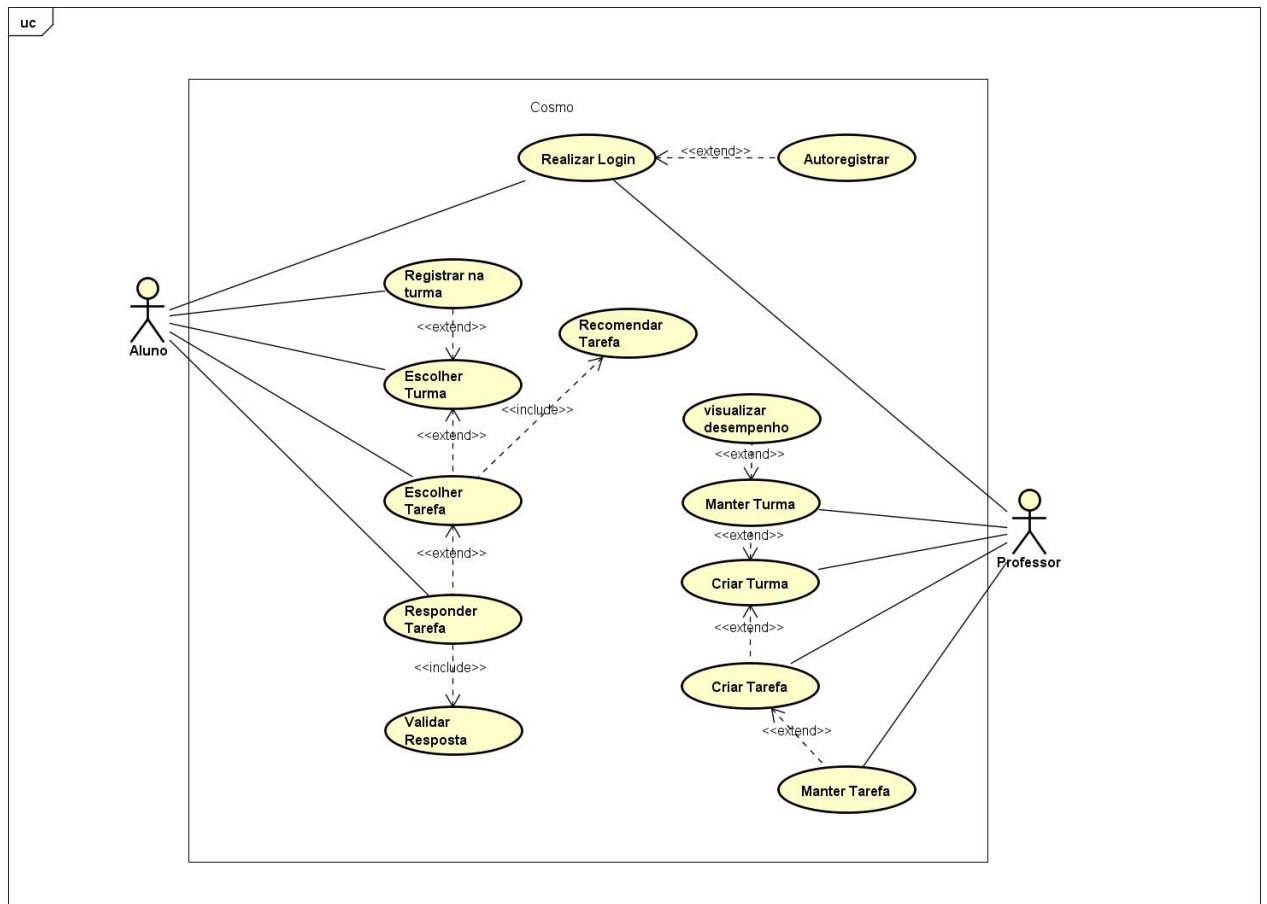 uc
Cosmo
Realizar Login
<<extend>>
Autoregistrar
Registrar na
turma
<<extend>>
Recomendar
Tarefa
Aluno
Escolher
Turma
<<include>>
<<extend>>
visualizar
desempenho
<<extend>>
Escolher
Tarefa
Manter Turma
<<extend>>
<<extend>>
Professor
Criar Turma
Responder
Tarefa
<<extend>>
<<include>>
Criar Tarefa
Validar
Resposta
<<extend>>
Manter Tarefa